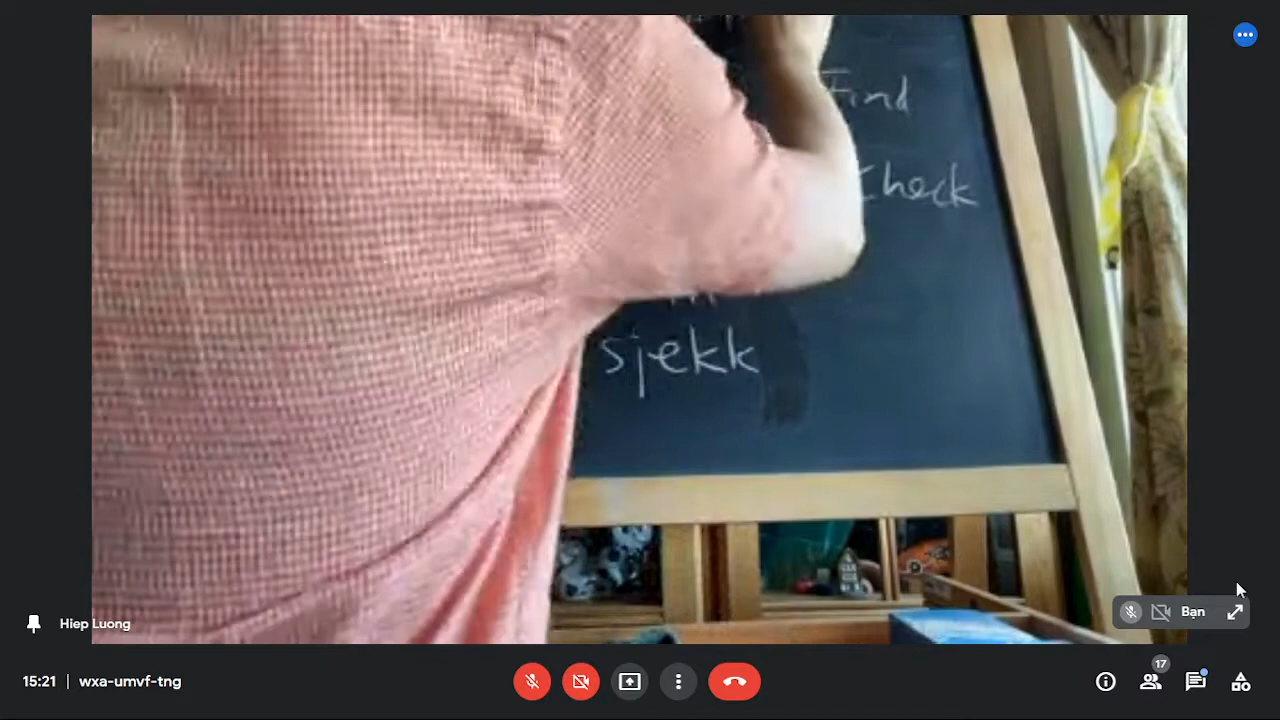 Find
Check
sjekk
Hiep Luong
Bạn
15:21 | wxa-umvf-tng
17